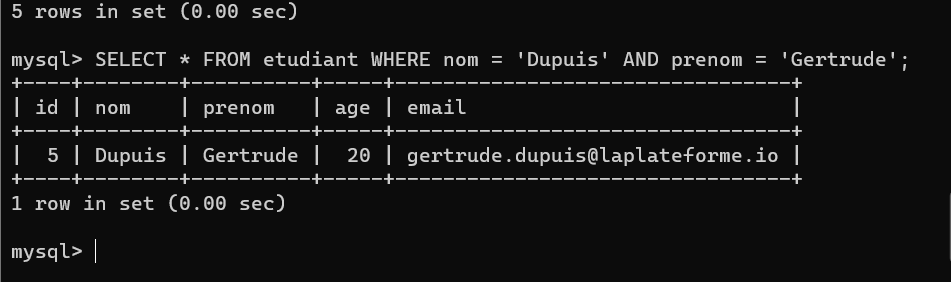 5 rows in set (0.00 sec)
mysql> SELECT * FROM etudiant WHERE nom = 'Dupuis' AND prenom = 'Gertrude';
+----+--------+----------+-----+--------------------------------+
| id | nom    | prenom   | age | email                          |
+----+--------+----------+-----+--------------------------------+
|  5 | Dupuis | Gertrude |  20 | gertrude.dupuis@laplateforme.io |
+----+--------+----------+-----+--------------------------------+
1 row in set (0.00 sec)
mysql>